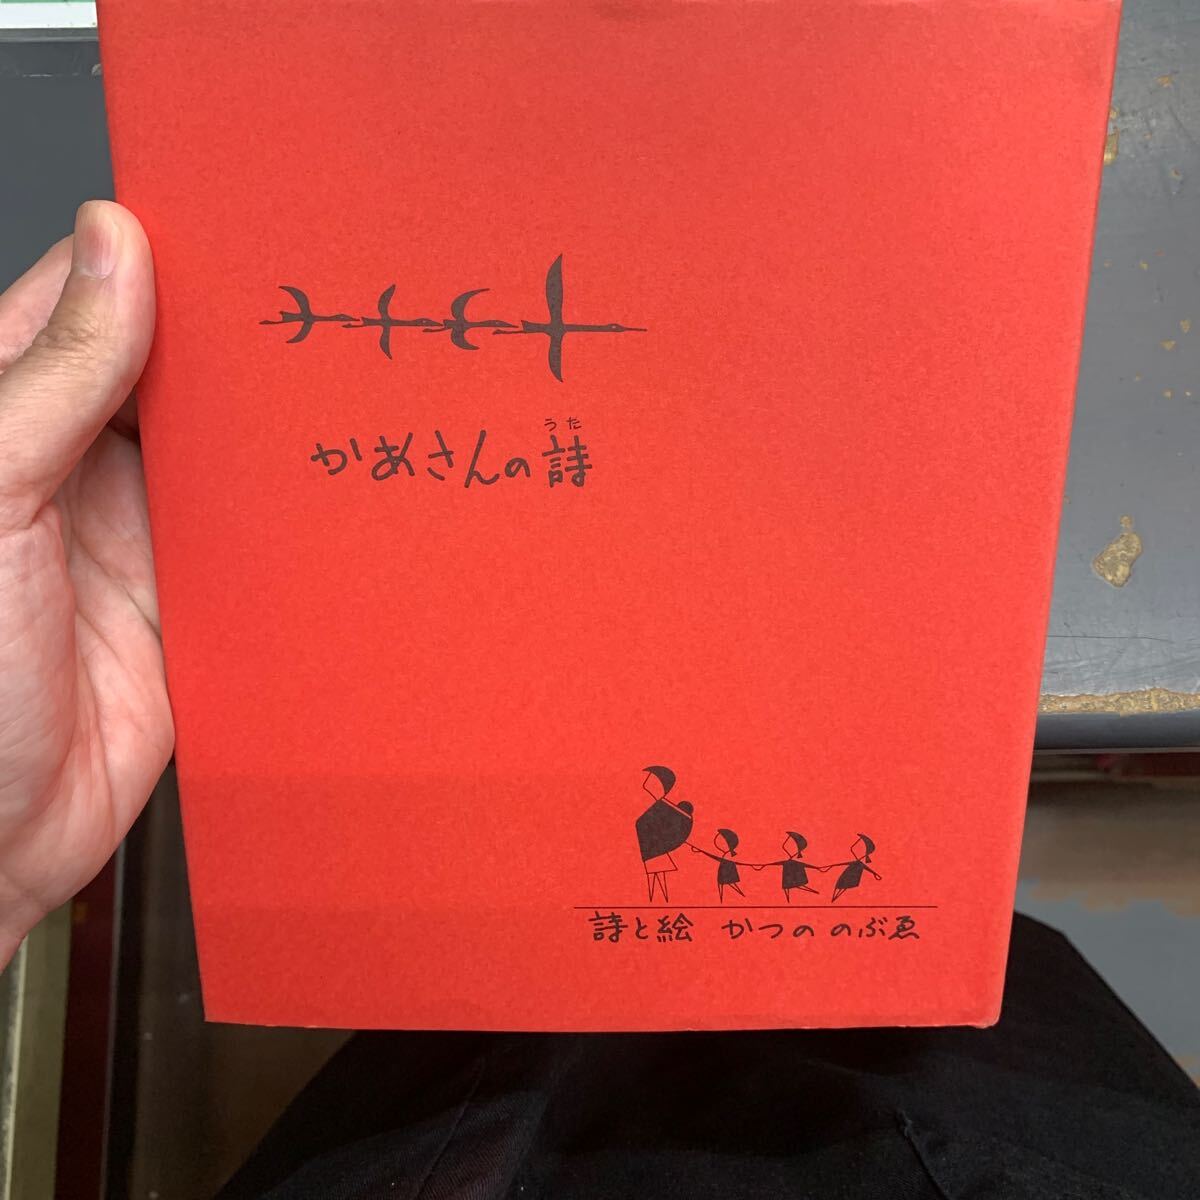 かあさんの詩
うた
詩と絵 かつの のぶゑ